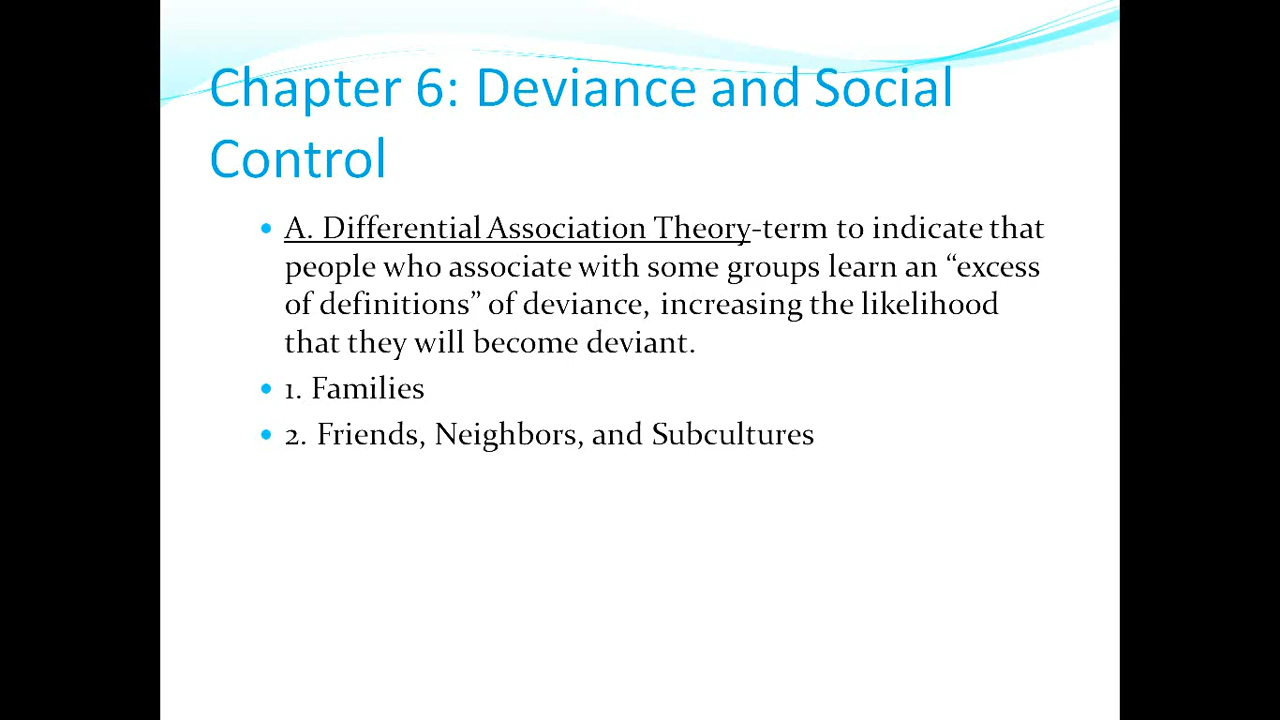 Chapter 6: Deviance and Social
Control
• A. Differential Association Theory-term to indicate that
people who associate with some groups learn an “excess
of definitions” of deviance, increasing the likelihood
that they will become deviant.
• 1. Families
• 2. Friends, Neighbors, and Subcultures